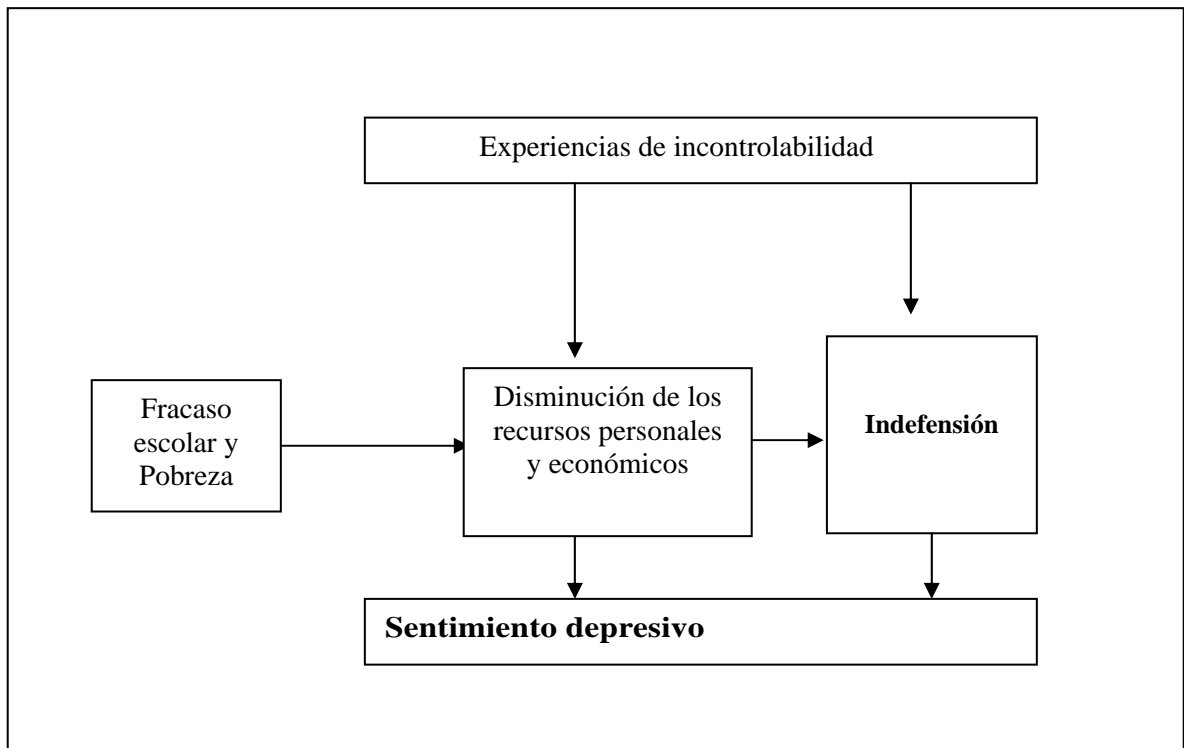 Experiencias de incontrolabilidad
Fracaso
escolar y
Pobreza
Disminución de los
recursos personales
y económicos
Indefensión
Sentimiento depresivo